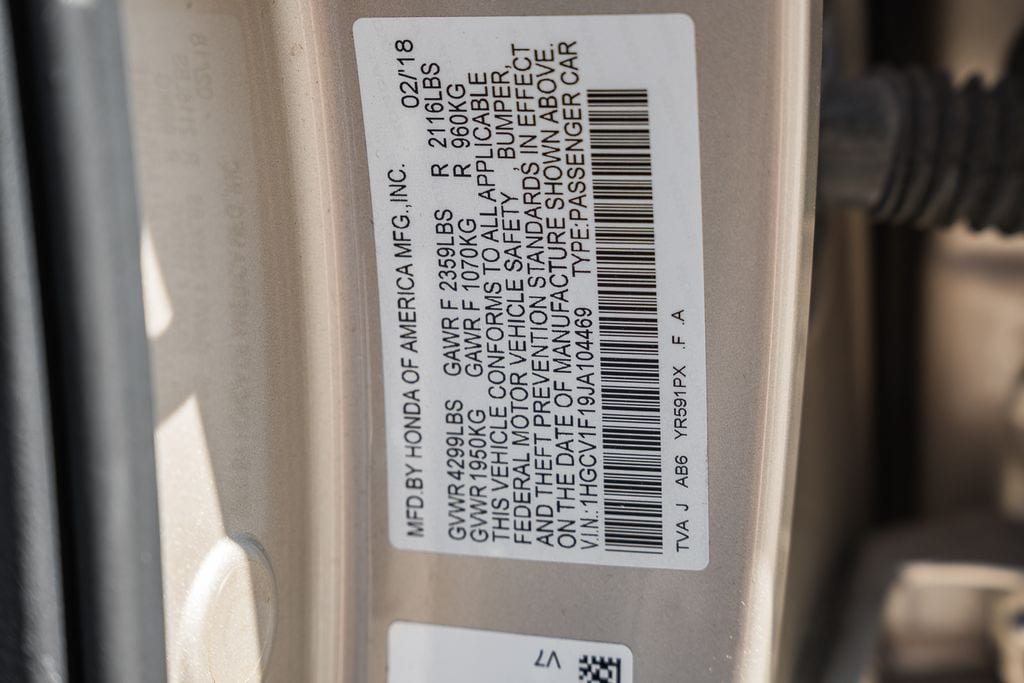 MFD.BY HONDA OF AMERICA MFG.,INC. 02/'18
GVWR 4299LBS GAWR F 2359LBS R 2116LBS
GVWR 1950KG GAWR F 1070KG R 960KG
THIS VEHICLE CONFORMS TO ALL APPLICABLE
FEDERAL MOTOR VEHICLE SAFETY, BUMPER,
AND THEFT PREVENTION STANDARDS IN EFFECT
ON THE DATE OF MANUFACTURE SHOWN ABOVE.
V.I.N.:1HGCV1F19JA104469 TYPE:PASSENGER CAR
TVA J AB6 YR591PX .F .A
V7